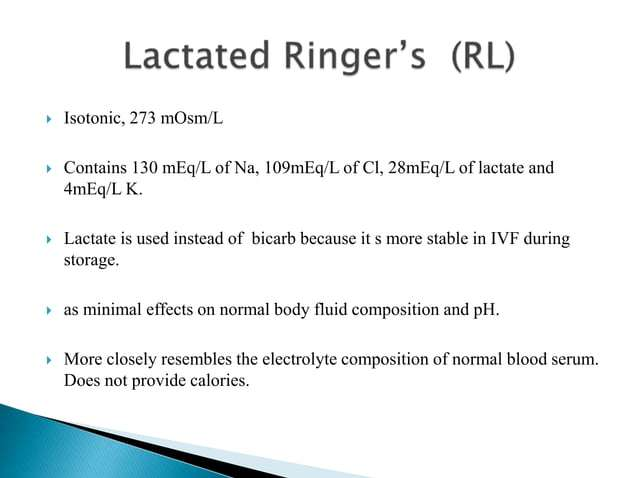 Lactated Ringer's (RL)
Isotonic, 273 mOsm/L
Contains 130 mEq/L of Na, 109mEq/L of Cl, 28mEq/L of lactate and
4mEq/L K.
Lactate is used instead of bicarb because it s more stable in IVF during
storage.
as minimal effects on normal body fluid composition and pH.
More closely resembles the electrolyte composition of normal blood serum.
Does not provide calories.